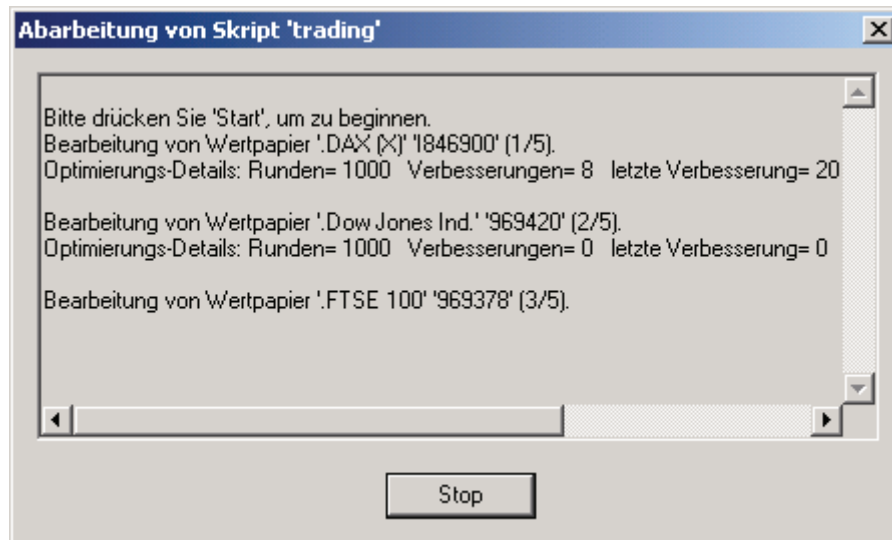 Abarbeitung von Skript 'trading'
Bitte drücken Sie 'Start', um zu beginnen.
Bearbeitung von Wertpapier '.DAX (X)' '!846900' (1/5).
Optimierungs-Details: Runden= 1000 Verbesserungen= 8 letzte Verbesserung= 20
Bearbeitung von Wertpapier '.Dow Jones Ind.' '969420' (2/5).
Optimierungs-Details: Runden= 1000 Verbesserungen= 0 letzte Verbesserung= 0
Bearbeitung von Wertpapier '.FTSE 100' '969378' (3/5).
Stop